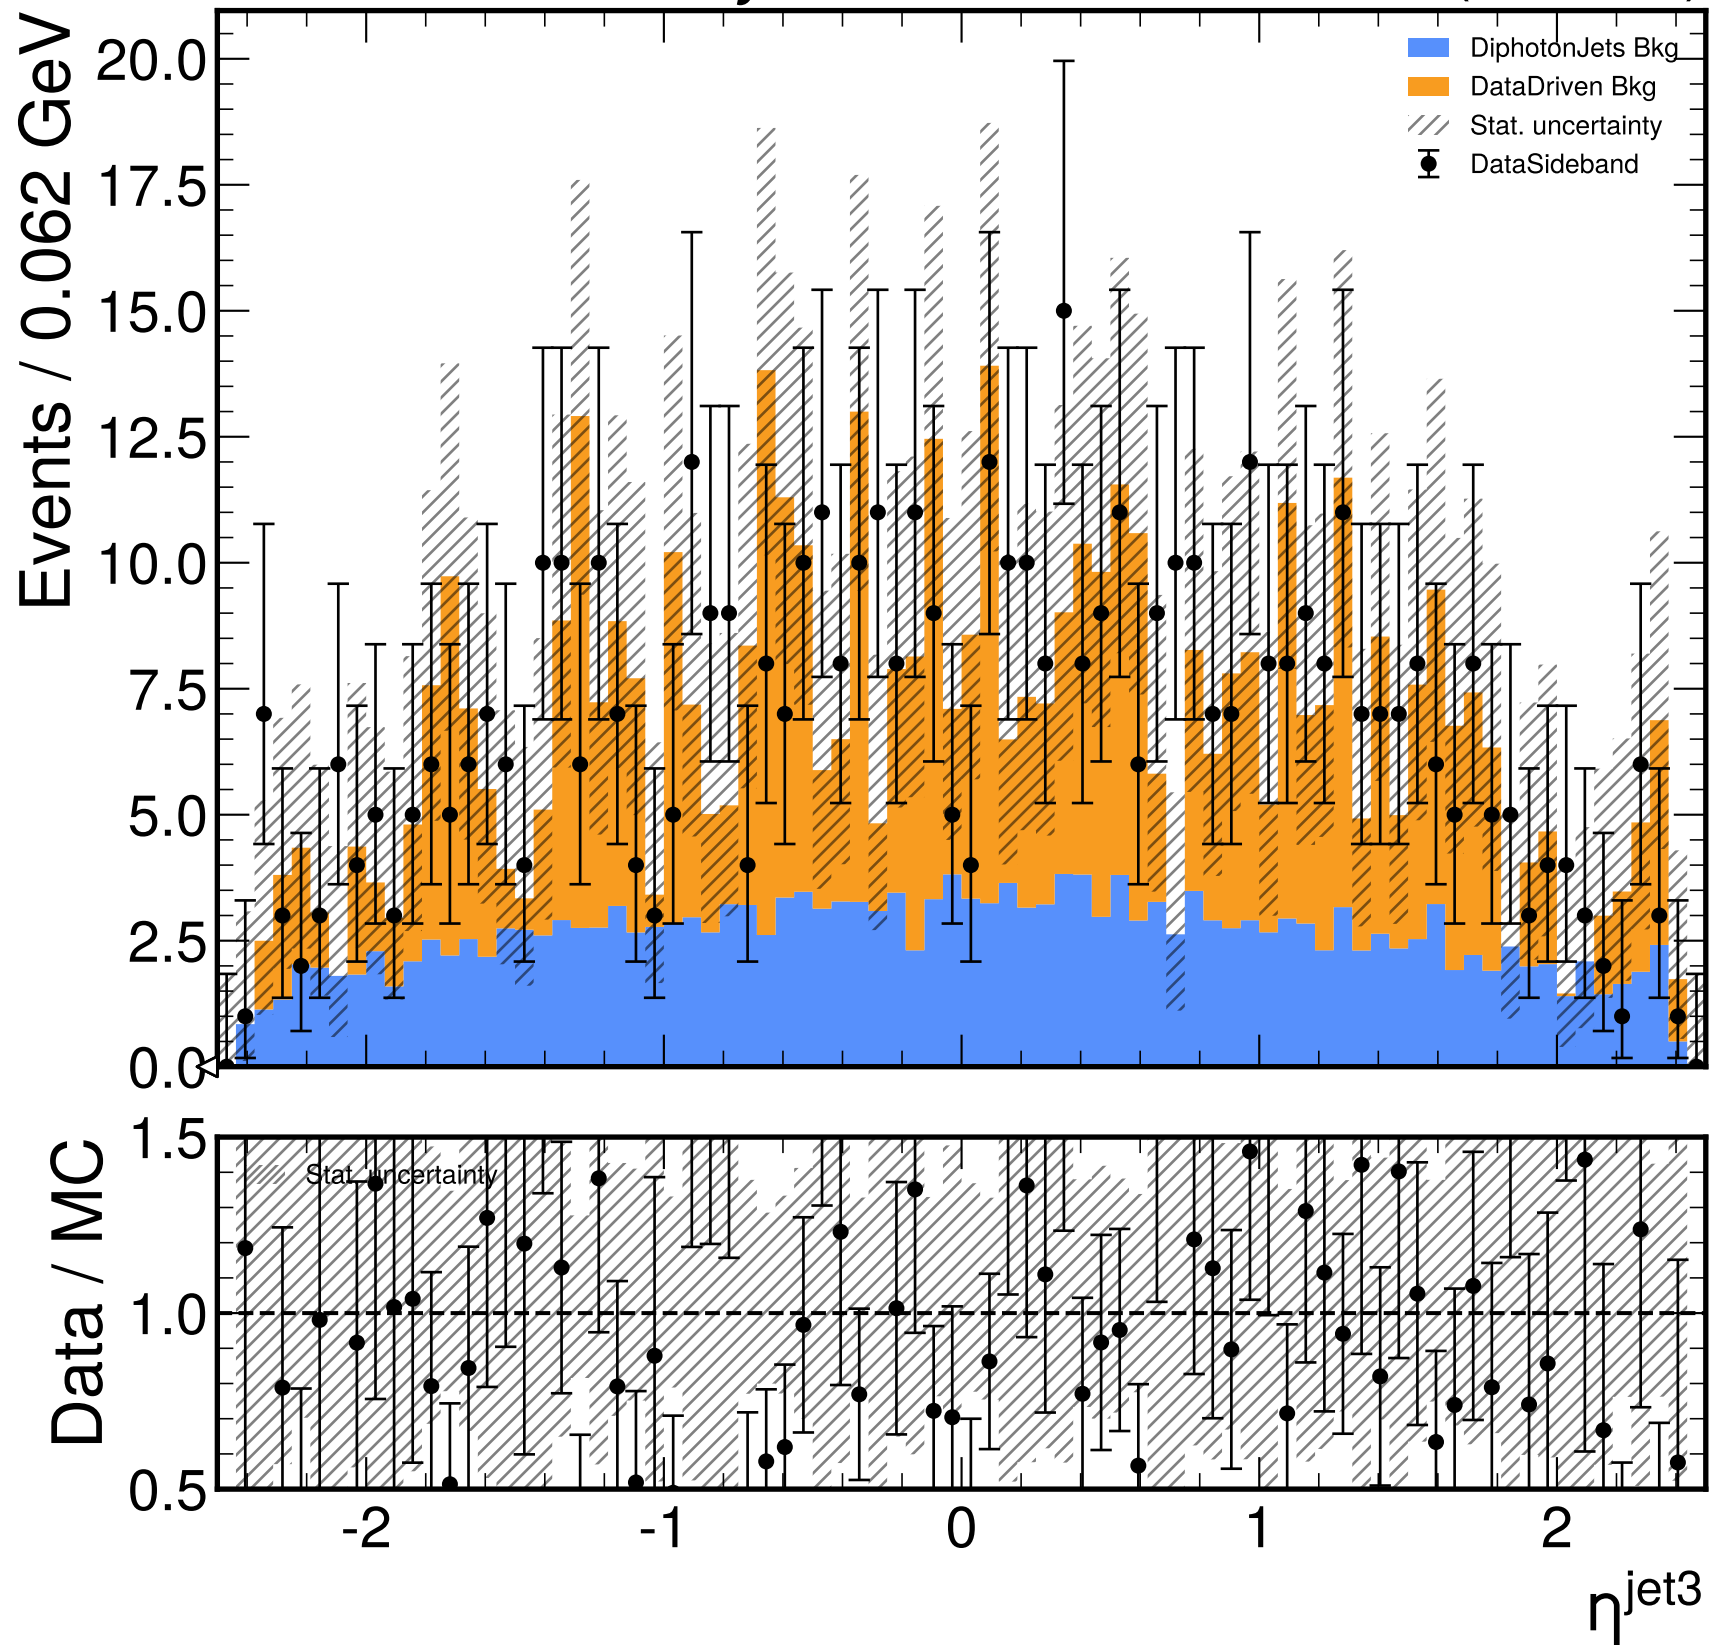 Events / 0.062 GeV
20.0
17.5
15.0
12.5
10.0
7.5
5.0
2.5
0.0
DiphotonJets Bkg
DataDriven Bkg
Stat. uncertainty
DataSideband
Data / MC
1.5
1.0
0.5
Stat. uncertainty
-2 -1 0 1 2
η^jet3